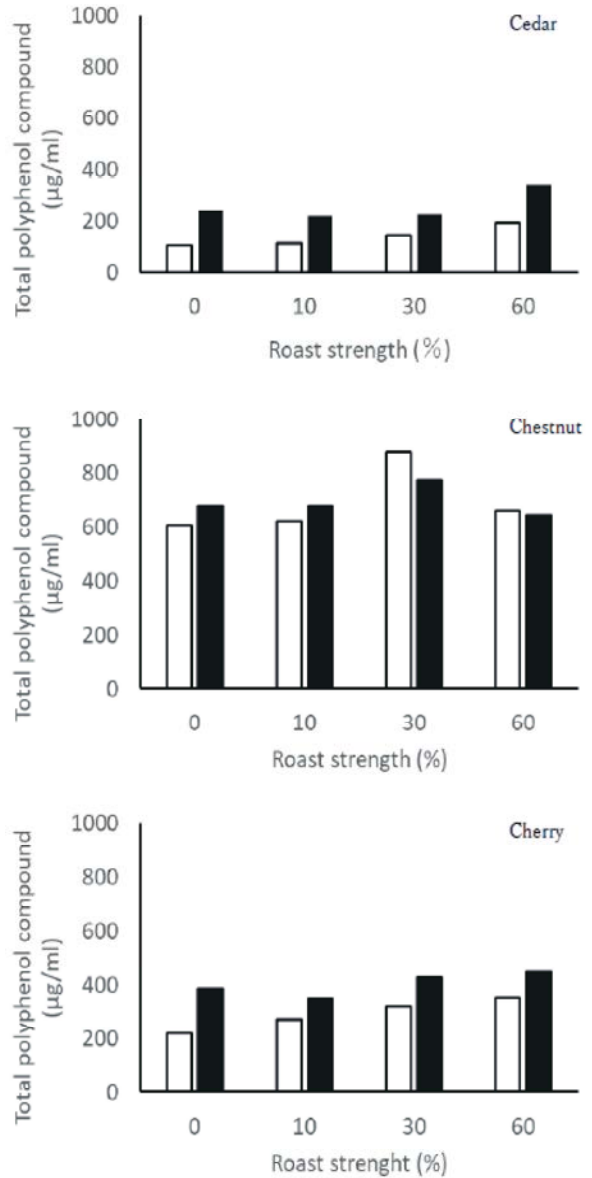 Cedar
1000
800
600
400
200
0
Total polyphenol compound
(µg/ml)
0 10 30 60
Roast strength (%)
Chestnut
1000
800
600
400
200
0
Total polyphenol compound
(µg/ml)
0 10 30 60
Roast strength (%)
Cherry
1000
800
600
400
200
0
Total polyphenol compound
(µg/ml)
0 10 30 60
Roast strenght (%)